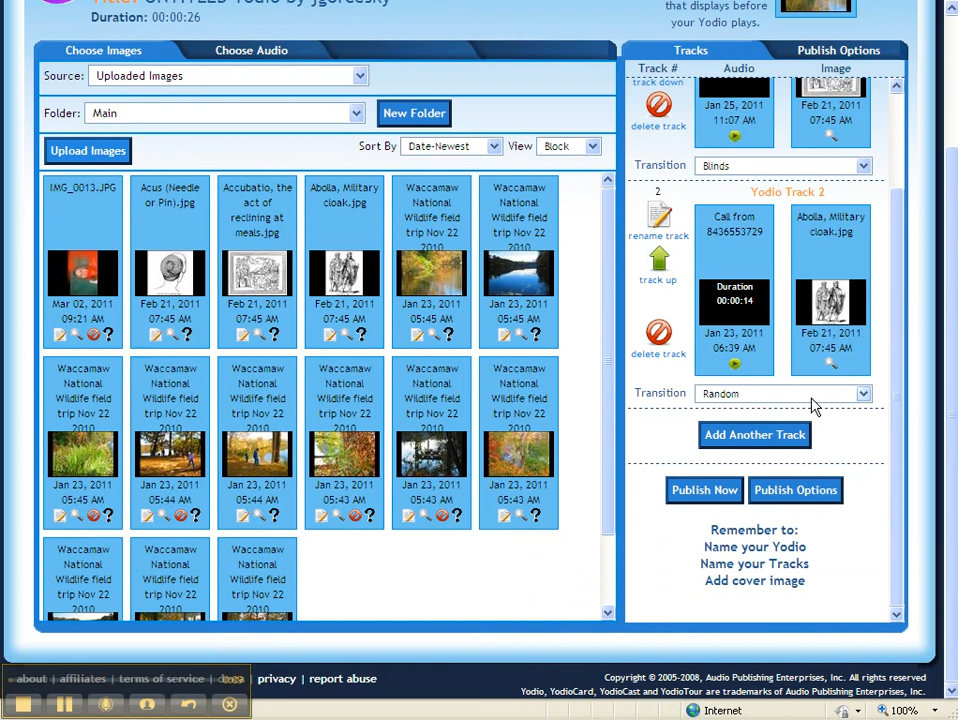 that displays before
your Yodio plays.
Duration: 00:00:26
Choose Images
Choose Audio
Source: Uploaded Images
Folder: Main
New Folder
Upload Images
Sort By Date-Newest View Block
IMG_0013.JPG
Mar 02, 2011
09:21 AM
Acus (Needle
or Pin).jpg
Feb 21, 2011
07:45 AM
Accubatio, the
act of
reclining at
meals.jpg
Feb 21, 2011
07:45 AM
Abolla, Military
cloak.jpg
Feb 21, 2011
07:45 AM
Waccamaw
National
Wildlife field
trip Nov 22
2010
Jan 23, 2011
05:45 AM
Waccamaw
National
Wildlife field
trip Nov 22
2010
Jan 23, 2011
05:45 AM
Waccamaw
National
Wildlife field
trip Nov 22
2010
Jan 23, 2011
05:45 AM
Waccamaw
National
Wildlife field
trip Nov 22
2010
Jan 23, 2011
05:44 AM
Waccamaw
National
Wildlife field
trip Nov 22
2010
Jan 23, 2011
05:44 AM
Waccamaw
National
Wildlife field
trip Nov 22
2010
Jan 23, 2011
05:43 AM
Waccamaw
National
Wildlife field
trip Nov 22
2010
Jan 23, 2011
05:43 AM
Waccamaw
National
Wildlife field
trip Nov 22
2010
Jan 23, 2011
05:43 AM
Waccamaw
National
Wildlife field
trip Nov 22
2010
Waccamaw
National
Wildlife field
trip Nov 22
2010
Waccamaw
National
Wildlife field
trip Nov 22
2010
Tracks
Publish Options
Track # Audio Image
track down
delete track
Jan 25, 2011
11:07 AM
Feb 21, 2011
07:45 AM
Transition Blinds
2 Yodio Track 2
rename track
track up
delete track
Call from
8436553729
Duration
00:00:14
Jan 23, 2011
06:39 AM
Abolla, Military
cloak.jpg
Feb 21, 2011
07:45 AM
Transition Random
Add Another Track
Publish Now
Publish Options
Remember to:
Name your Yodio
Name your Tracks
Add cover image
about | affiliates | terms of service | privacy | report abuse
Copyright © 2005-2008, Audio Publishing Enterprises, Inc. All rights reserved
Yodio, YodioCard, YodioCast and YodioTour are trademarks of Audio Publishing Enterprises, Inc.
Internet
100%